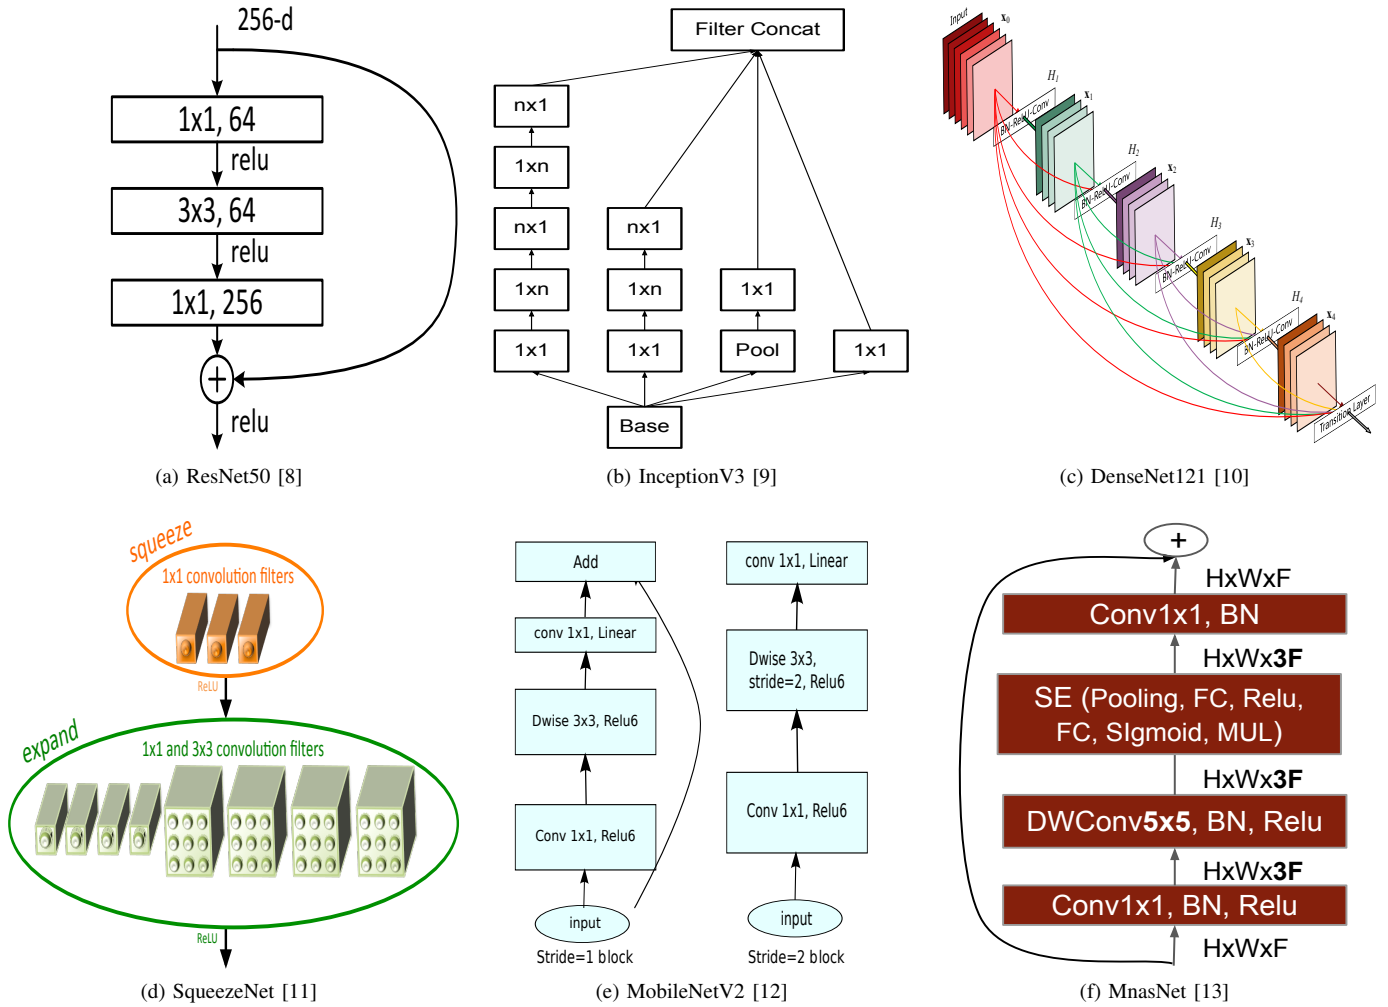 256-d
1x1, 64
relu
3x3, 64
relu
1x1, 256
+
relu
(a) ResNet50 [8]
Filter Concat
nx1
1xn
nx1
nx1
1xn
1xn
1x1
1x1
1x1
Pool
1x1
Base
(b) InceptionV3 [9]
Input
x0
H1
BN-ReLU-Conv
x1
H2
BN-ReLU-Conv
x2
H3
BN-ReLU-Conv
x3
H4
BN-ReLU-Conv
x4
Transition Layer
(c) DenseNet121 [10]
squeeze
1x1 convolution filters
ReLU
expand
1x1 and 3x3 convolution filters
ReLU
(d) SqueezeNet [11]
Add
conv 1x1, Linear
Dwise 3x3, Relu6
Conv 1x1, Relu6
input
Stride=1 block
conv 1x1, Linear
Dwise 3x3,
stride=2, Relu6
Conv 1x1, Relu6
input
Stride=2 block
(e) MobileNetV2 [12]
+
HxWxF
Conv1x1, BN
HxWx3F
SE (Pooling, FC, Relu,
FC, SIgmoid, MUL)
HxWx3F
DWConv5x5, BN, Relu
HxWx3F
Conv1x1, BN, Relu
HxWxF
(f) MnasNet [13]